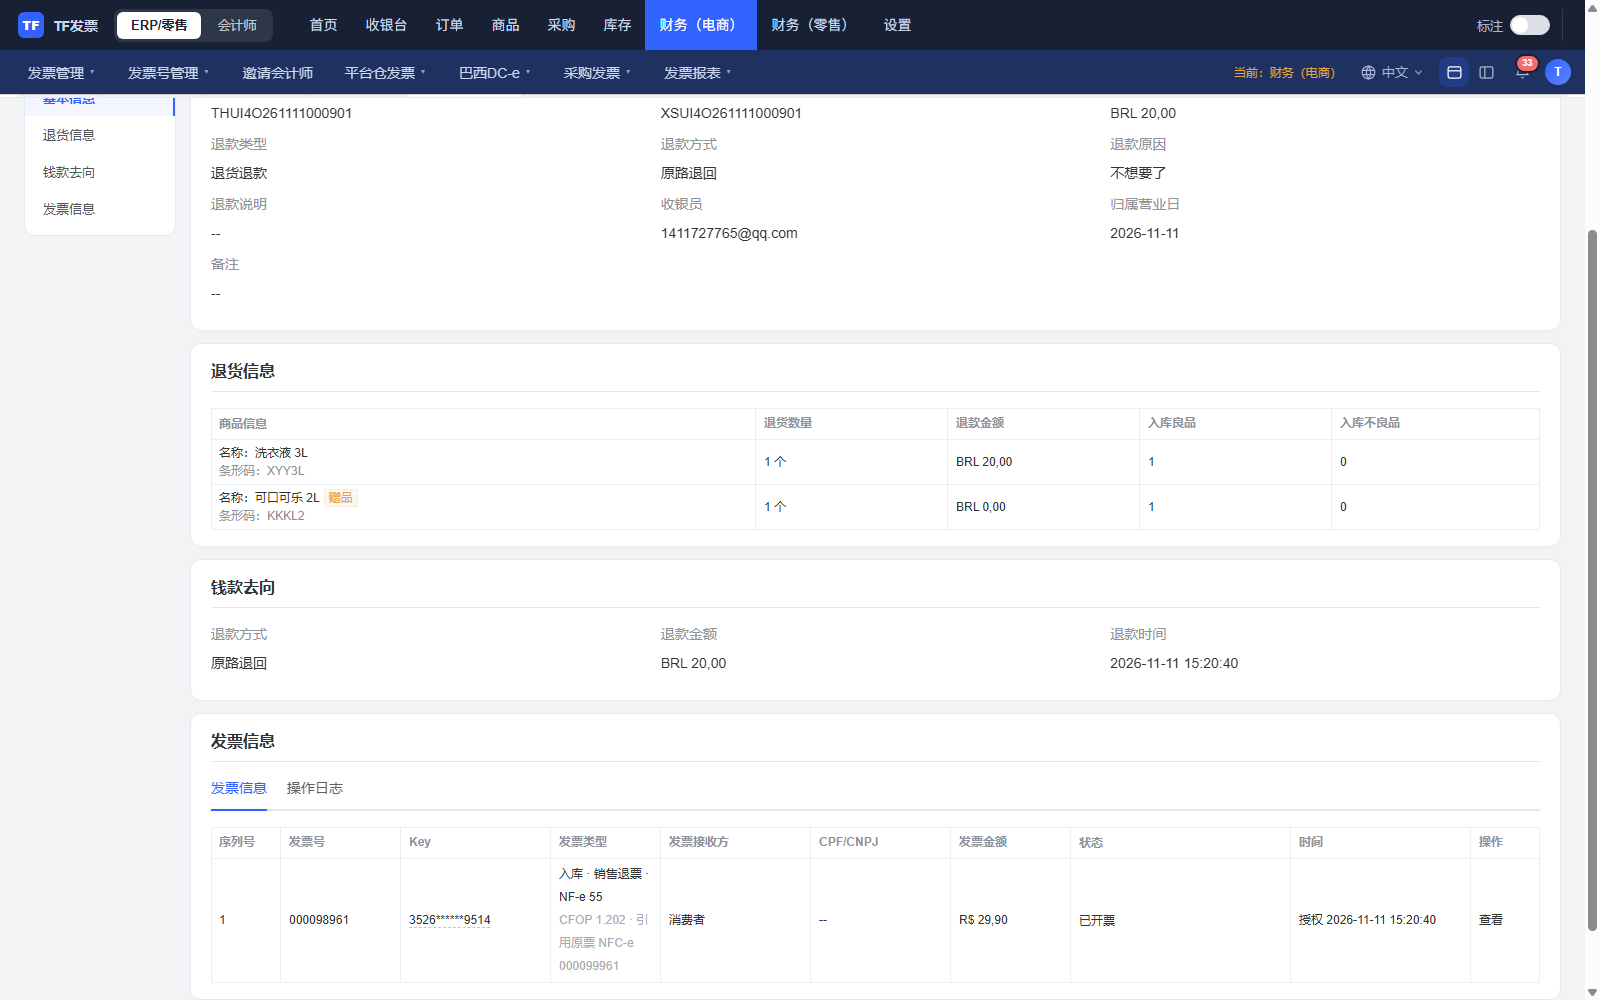 TF TF发票 ERP/零售 会计师 首页 收银台 订单 商品 采购 库存 财务（电商） 财务（零售） 设置 标注
发票管理 发票号管理 邀请会计师 平台仓发票 巴西DC-e 采购发票 发票报表 当前：财务（电商） 中文 33 T
基本信息
退货信息
钱款去向
发票信息
THUI4O261111000901 XSUI4O261111000901 BRL 20,00
退款类型 退款方式 退款原因
退货退款 原路退回 不想要了
退款说明 收银员 归属营业日
-- 1411727765@qq.com 2026-11-11
备注
--
退货信息
商品信息 退货数量 退款金额 入库良品 入库不良品
名称：洗衣液 3L
条形码：XYY3L
1 个 BRL 20,00 1 0
名称：可口可乐 2L 赠品
条形码：KKKL2
1 个 BRL 0,00 1 0
钱款去向
退款方式 退款金额 退款时间
原路退回 BRL 20,00 2026-11-11 15:20:40
发票信息
发票信息 操作日志
序列号 发票号 Key 发票类型 发票接收方 CPF/CNPJ 发票金额 状态 时间 操作
1 000098961 3526******9514
入库 · 销售退票 ·
NF-e 55
CFOP 1.202 · 引
用原票 NFC-e
000099961
消费者 -- R$ 29,90 已开票 授权 2026-11-11 15:20:40 查看